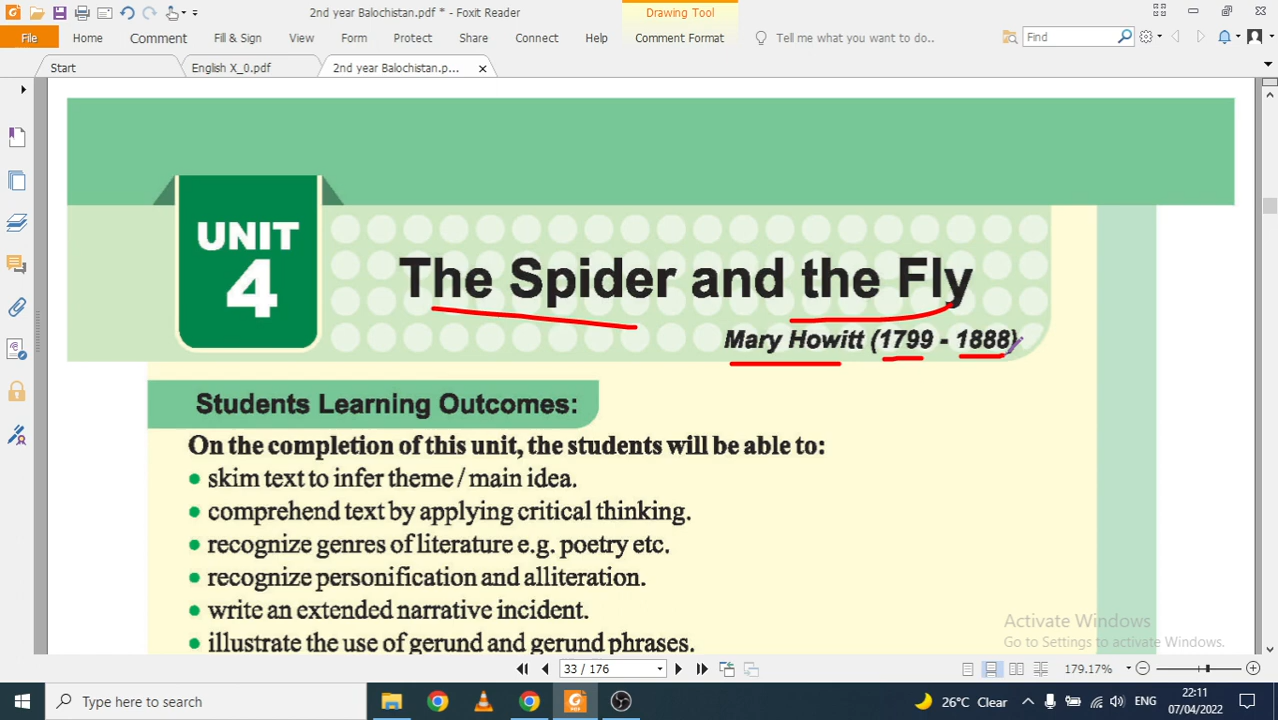 2nd year Balochistan.pdf * - Foxit Reader
Drawing Tool
File
Home
Comment
Fill & Sign
View
Form
Protect
Share
Connect
Help
Comment Format
Tell me what you want to do..
Find
Start
English X_0.pdf
2nd year Balochistan.p...
UNIT
4
The Spider and the Fly
Mary Howitt (1799 - 1888)
Students Learning Outcomes:
On the completion of this unit, the students will be able to:
• skim text to infer theme / main idea.
• comprehend text by applying critical thinking.
• recognize genres of literature e.g. poetry etc.
• recognize personification and alliteration.
• write an extended narrative incident.
• illustrate the use of gerund and gerund phrases.
Activate Windows
Go to Settings to activate Windows.
33 / 176
179.17%
Type here to search
26°C Clear
ENG
22:11
07/04/2022